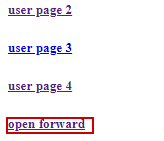 user page 2
user page 3
user page 4
open forward